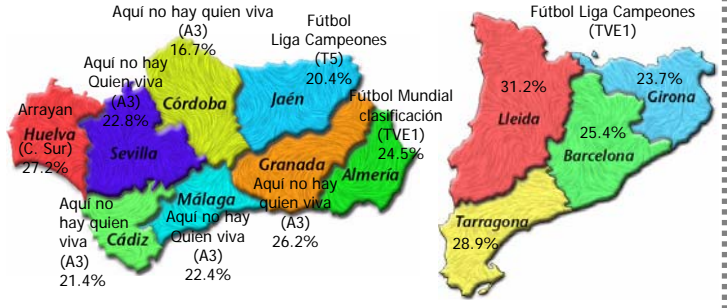 Aquí no hay quien viva
(A3)
16.7%
Córdoba
Fútbol
Liga Campeones
(T5)
20.4%
Jaén
Aquí no hay
Quien viva
(A3)
22.8%
Sevilla
Arrayan
Huelva
(C. Sur)
27.2%
Fútbol Mundial
clasificación
(TVE1)
24.5%
Almería
Granada
Aquí no hay
quien viva
(A3)
26.2%
Málaga
Aquí no hay
Quien viva
(A3)
22.4%
Aquí no
hay quien
viva
(A3)
21.4%
Cádiz
Fútbol Liga Campeones
(TVE1)
31.2%
Lleida
23.7%
Girona
25.4%
Barcelona
Tarragona
28.9%